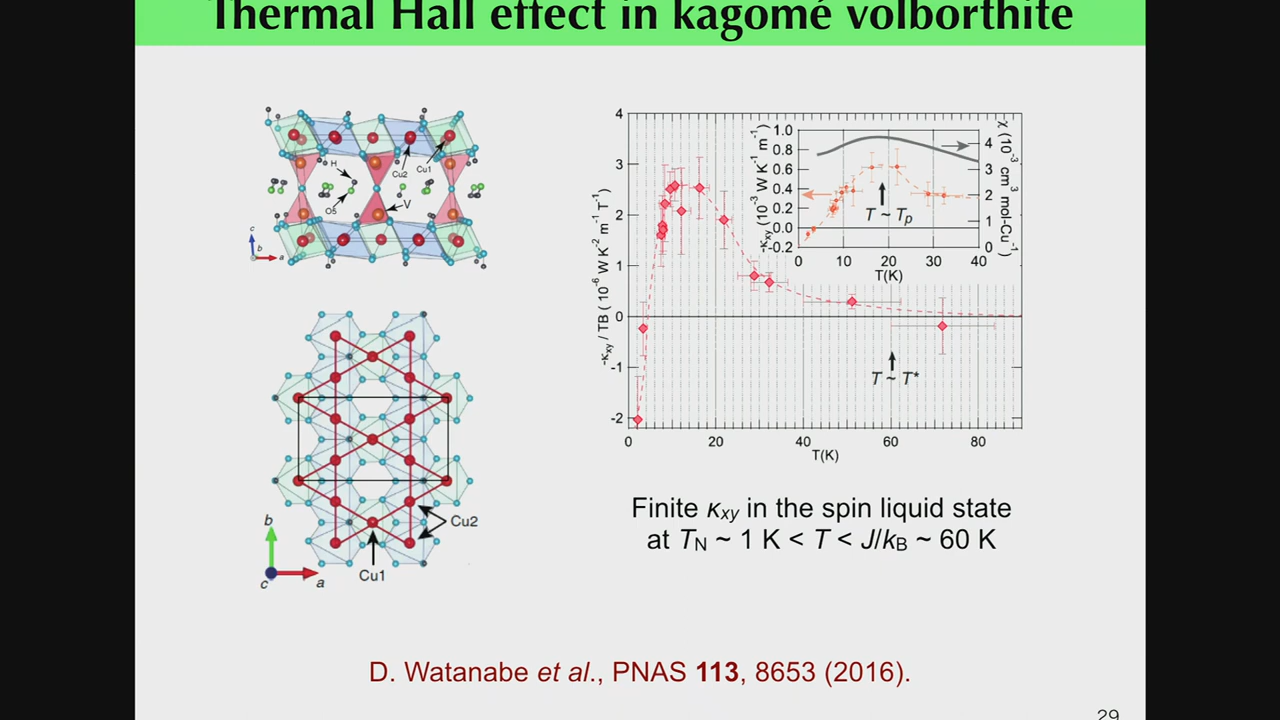 Thermal Hall effect in kagomé volborthite
H
Cu2
Cu1
O5
V
c
b
a
b
c
a
Cu1
Cu2
-κxy / TB ( 10⁻⁶ W K⁻² m⁻¹ T⁻¹ )
4
3
2
1
0
-1
-2
0 20 40 60 80
T(K)
T ~ T*
-κxy (10⁻³ W K⁻¹ m⁻¹)
1.0
0.8
0.6
0.4
0.2
0.0
-0.2
0 10 20 30 40
T(K)
T ~ Tp
4
3
2
1
0
χ (10⁻³ cm³ mol-Cu⁻¹)
Finite κxy in the spin liquid state
at TN ~ 1 K < T < J/kB ~ 60 K
D. Watanabe et al., PNAS 113, 8653 (2016).
29